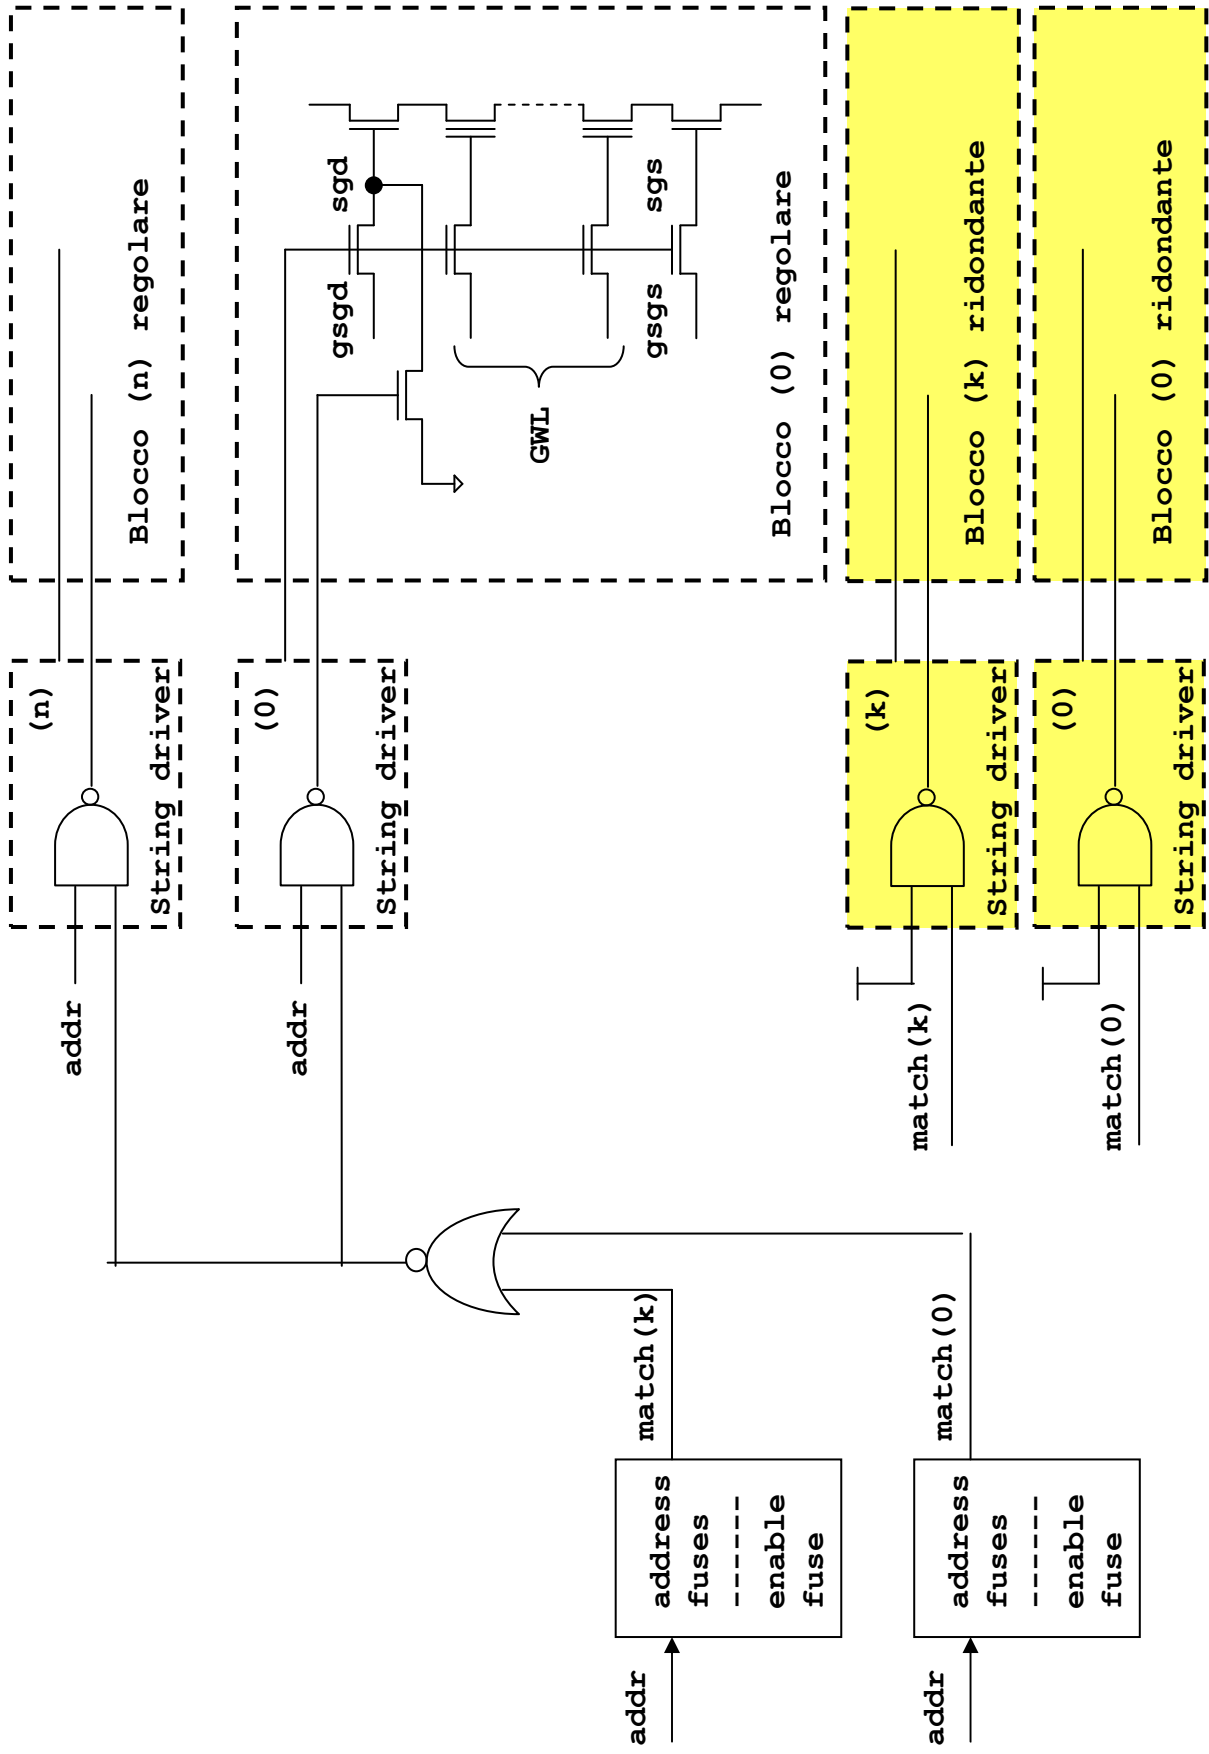 addr
address
fuses
------
enable
fuse
match(k)
addr
address
fuses
------
enable
fuse
match(0)
addr
String driver
(n)
Blocco (n) regolare
addr
String driver
(0)
gsgd
sgd
GWL
gsgs
sgs
Blocco (0) regolare
match(k)
String driver
(k)
Blocco (k) ridondante
match(0)
String driver
(0)
Blocco (0) ridondante